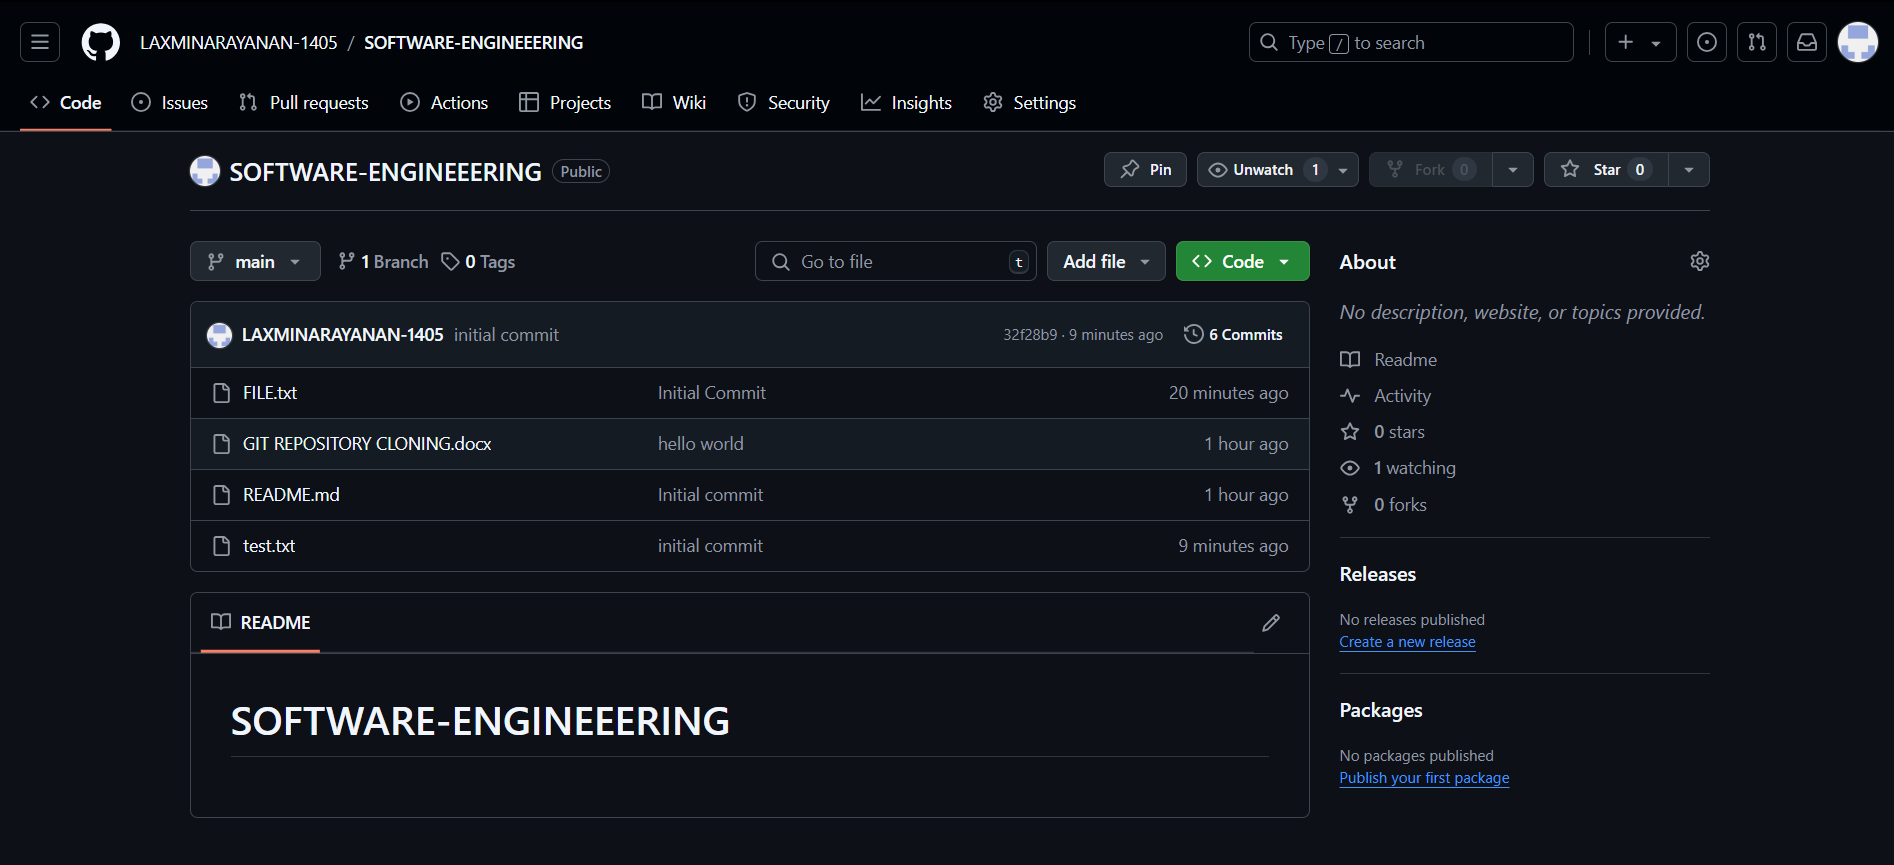 LAXMINARAYANAN-1405 / SOFTWARE-ENGINEEERING
Type / to search
Code Issues Pull requests Actions Projects Wiki Security Insights Settings
SOFTWARE-ENGINEEERING Public
Pin Unwatch 1 Fork 0 Star 0
main 1 Branch 0 Tags Go to file t Add file Code
LAXMINARAYANAN-1405 initial commit 32f28b9 · 9 minutes ago 6 Commits
FILE.txt Initial Commit 20 minutes ago
GIT REPOSITORY CLONING.docx hello world 1 hour ago
README.md Initial commit 1 hour ago
test.txt initial commit 9 minutes ago
README
SOFTWARE-ENGINEEERING
About
No description, website, or topics provided.
Readme
Activity
0 stars
1 watching
0 forks
Releases
No releases published
Create a new release
Packages
No packages published
Publish your first package